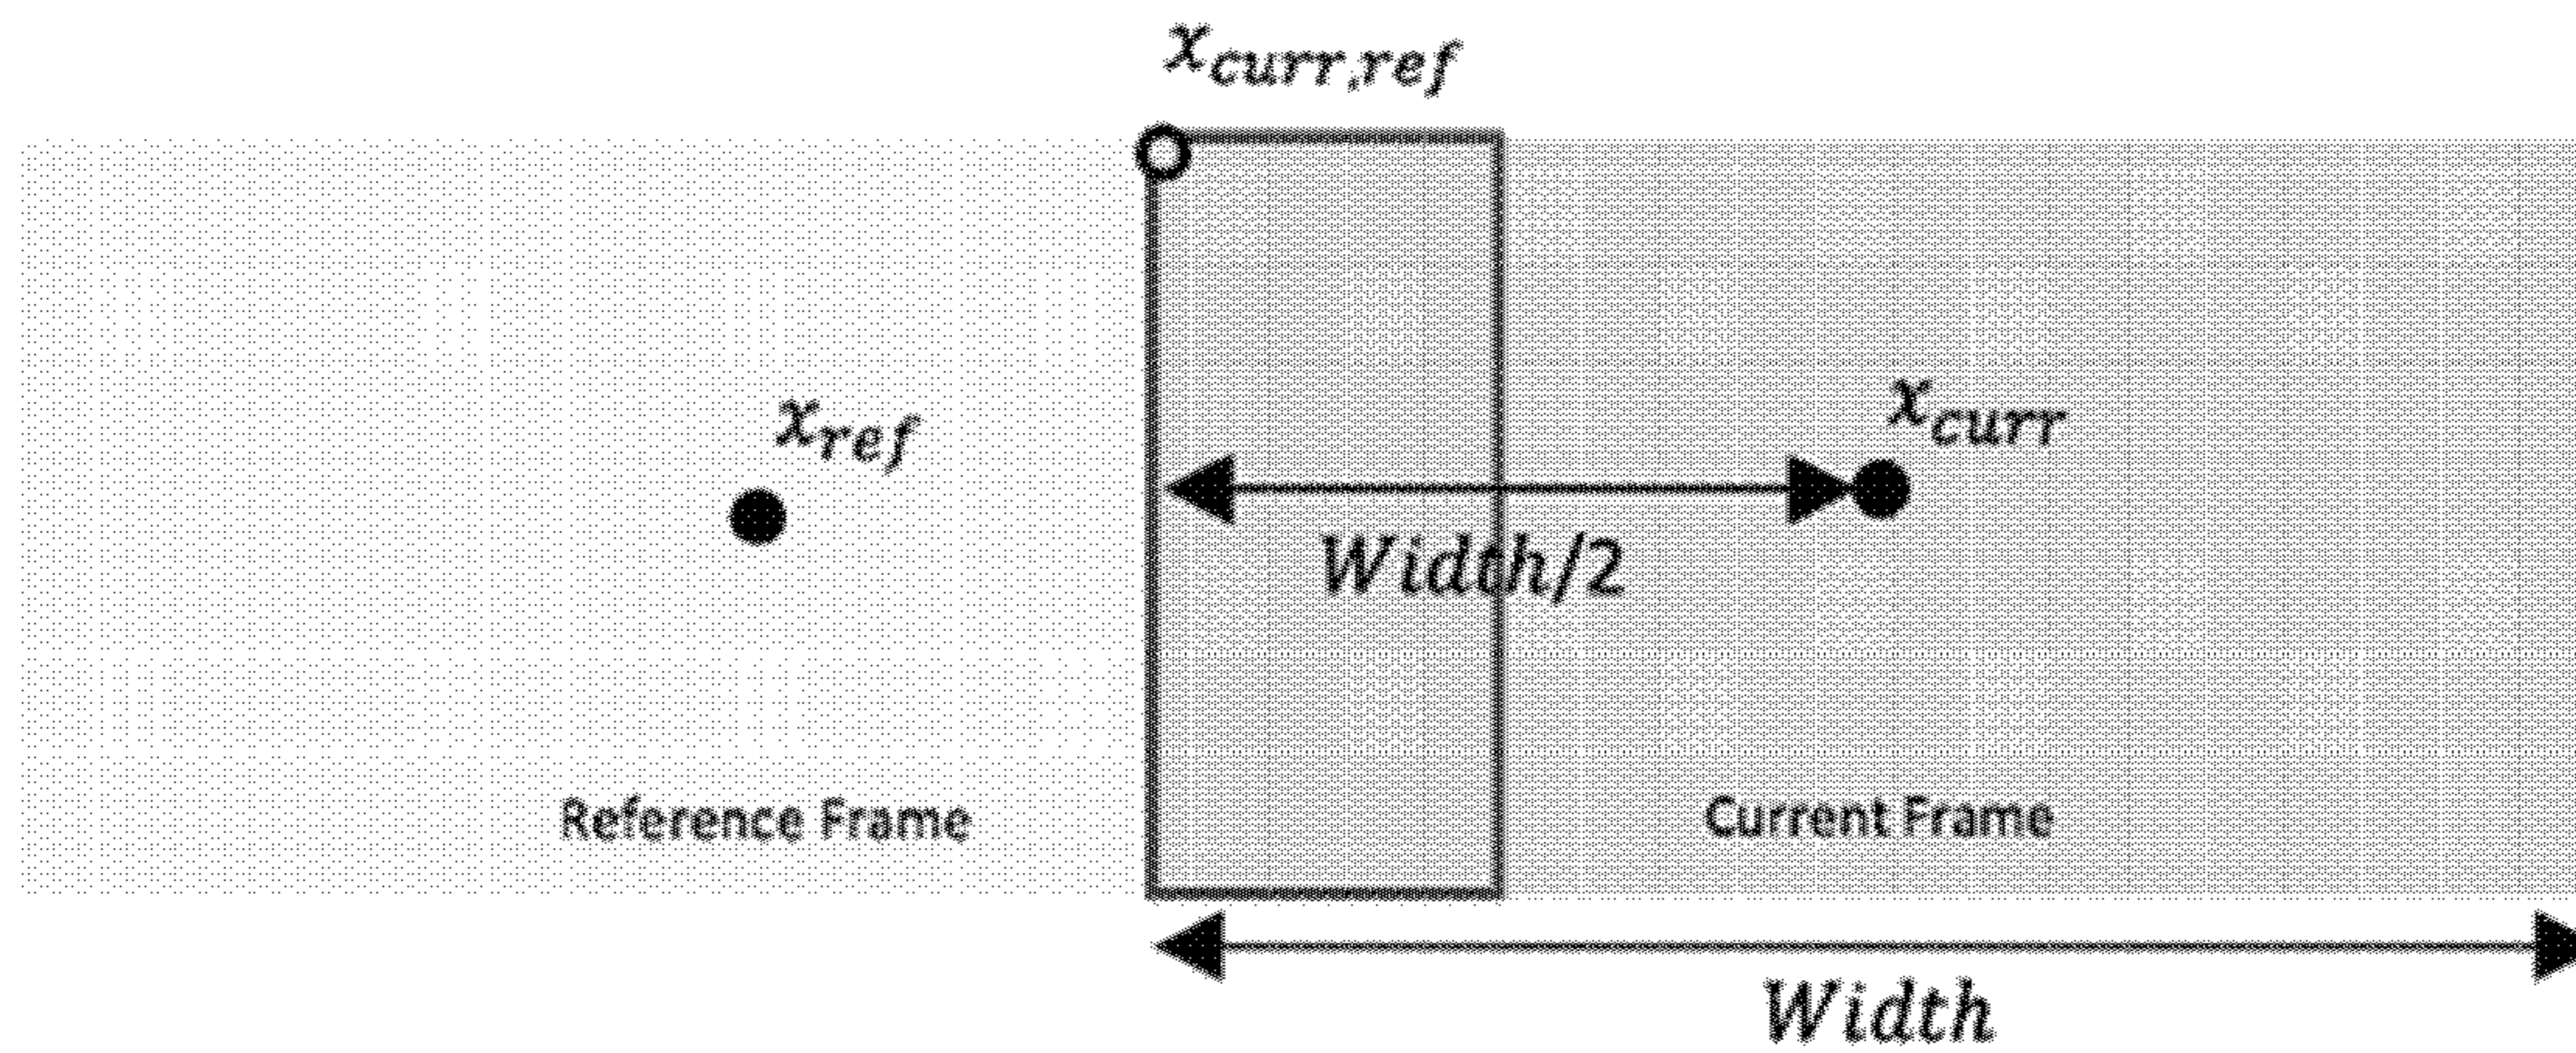 x_curr,ref
x_ref
x_curr
Width/2
Reference Frame
Current Frame
Width